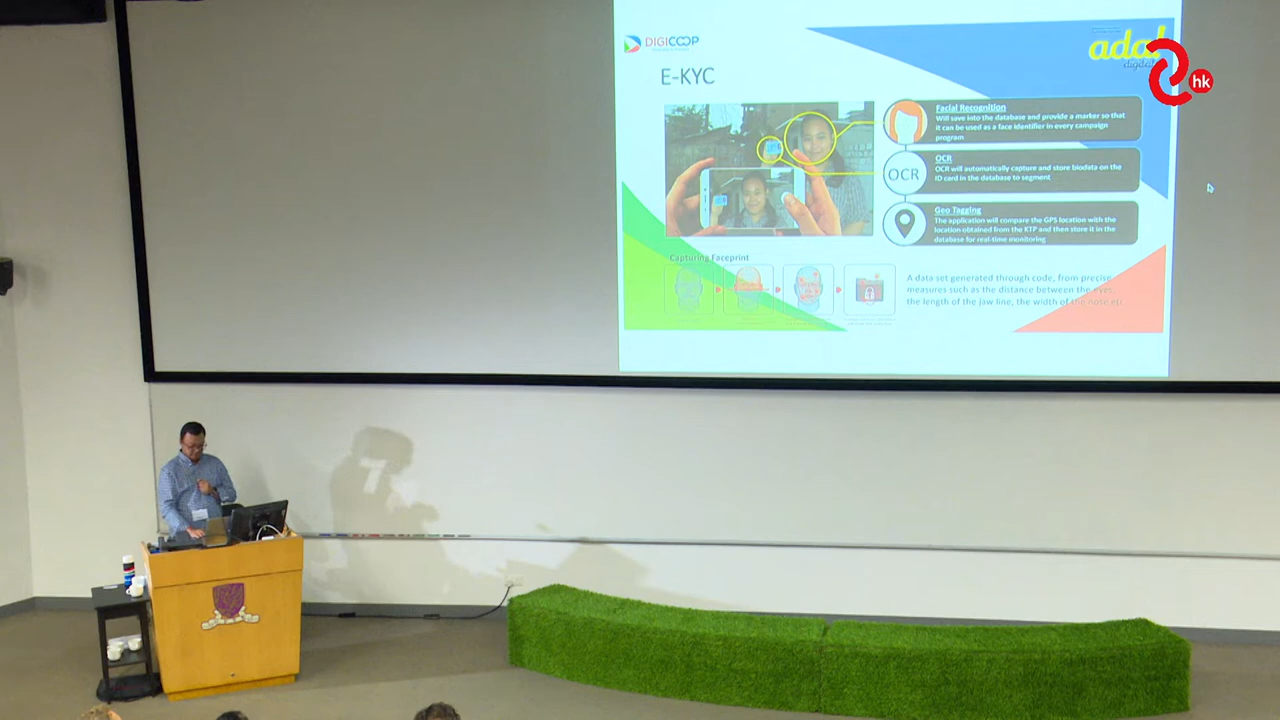 DIGICOOP
ada!
digital
hk
E-KYC
Facial Recognition
Will save into the database and provide a marker so that
it can be used as a face identifier in every campaign
program
OCR
OCR
OCR will automatically capture and store biodata on the
ID card in the database to segment
Geo Tagging
The application will compare the GPS location with the
location obtained from the KTP and then store it in the
database for real-time monitoring
Capturing Faceprint
A data set generated through code, from precise
measures such as the distance between the eyes,
the length of the jaw line, the width of the note etc